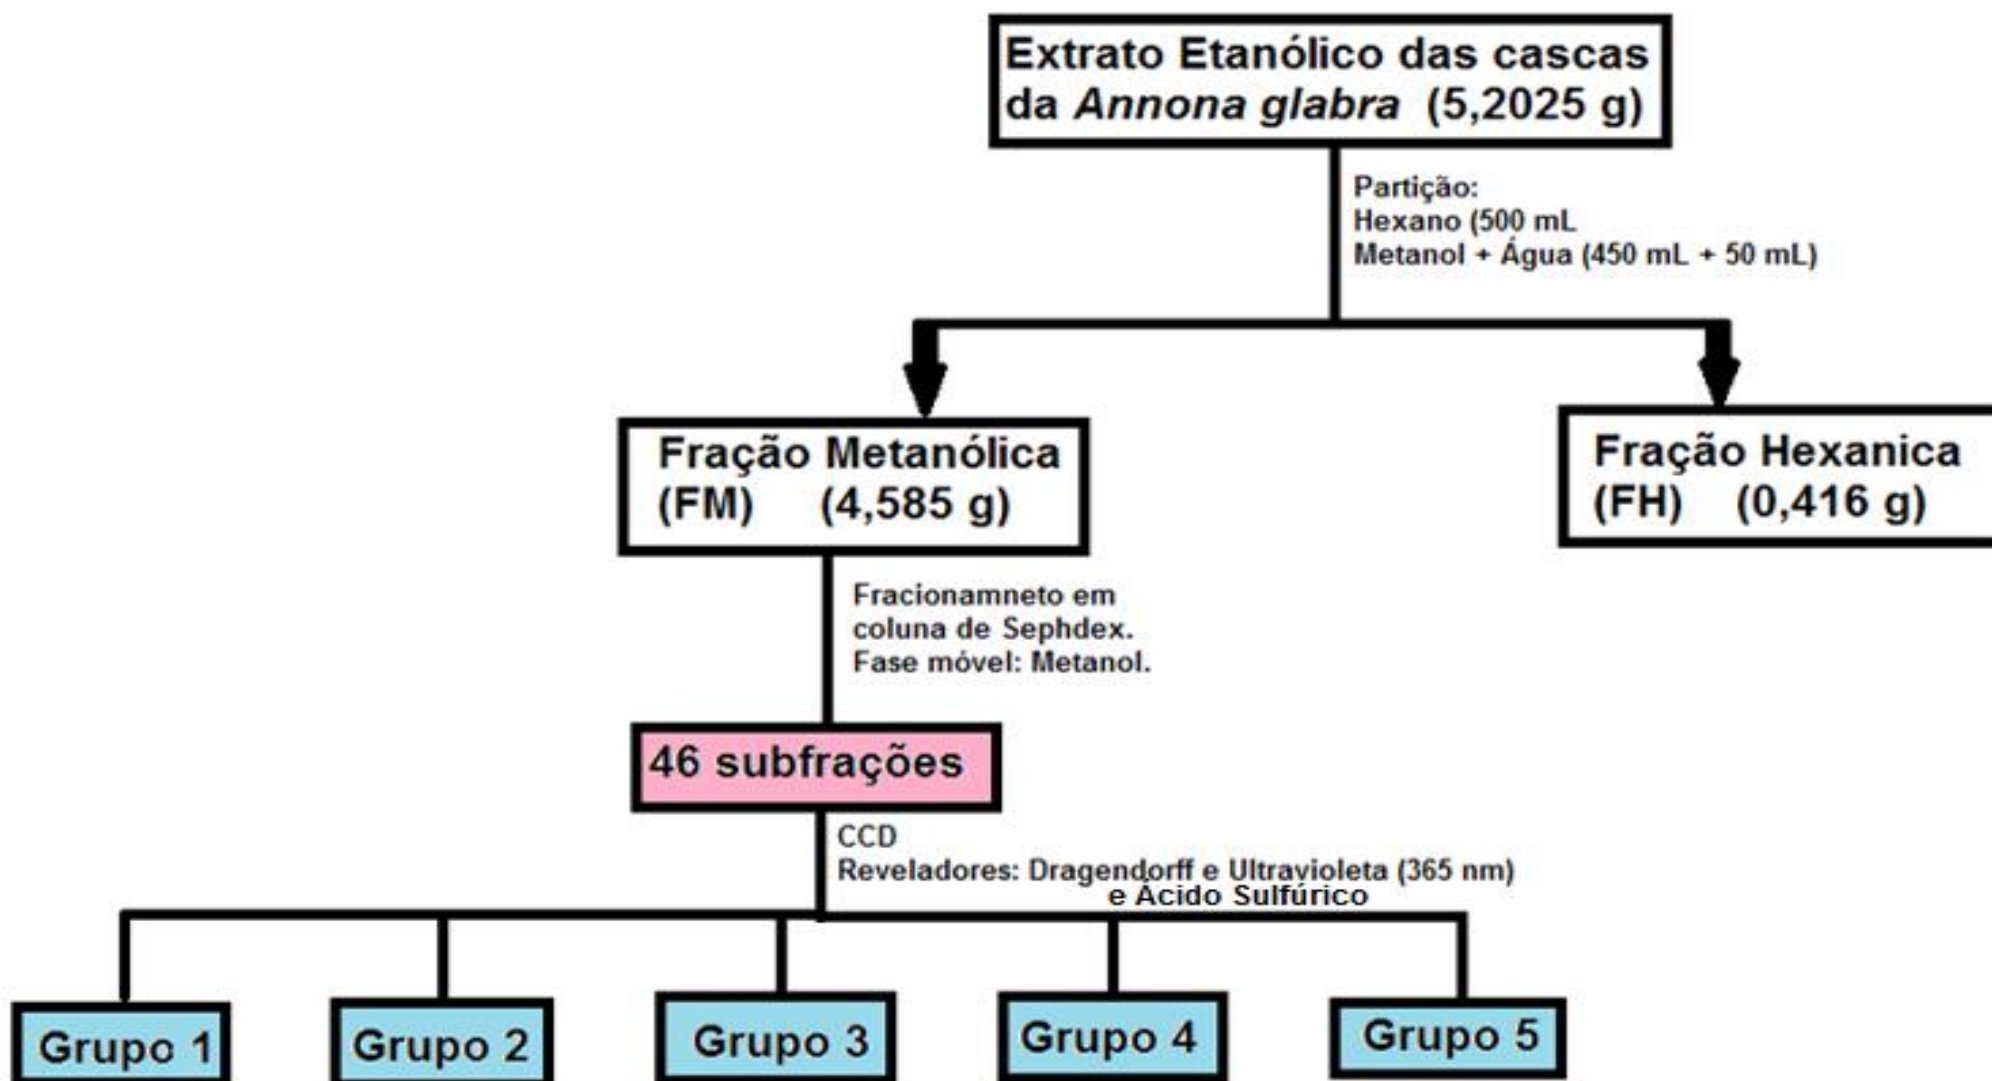 Extrato Etanólico das cascas
da Annona glabra (5,2025 g)
Partição:
Hexano (500 mL
Metanol + Água (450 mL + 50 mL)
Fração Metanólica
(FM) (4,585 g)
Fração Hexanica
(FH) (0,416 g)
Fracionamneto em
coluna de Sephdex.
Fase móvel: Metanol.
46 subfrações
CCD
Reveladores: Dragendorff e Ultravioleta (365 nm)
e Ácido Sulfúrico
Grupo 1
Grupo 2
Grupo 3
Grupo 4
Grupo 5